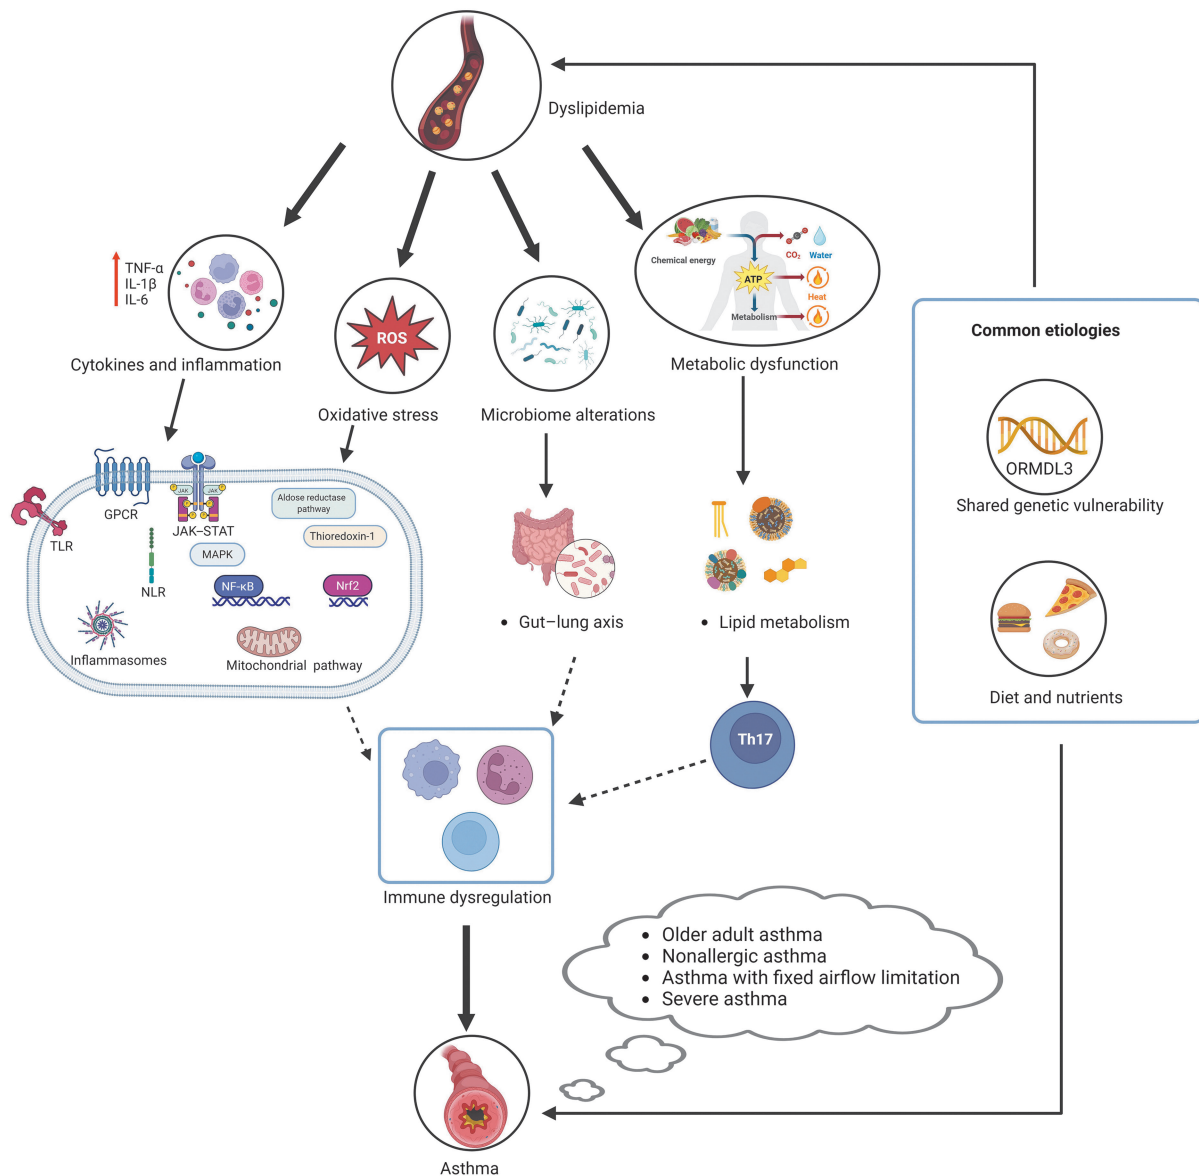 Dyslipidemia
TNF-α
IL-1β
IL-6
Cytokines and inflammation
ROS
Oxidative stress
Microbiome alterations
Chemical energy
CO₂
Water
ATP
Heat
Metabolism
Metabolic dysfunction
Common etiologies
ORMDL3
Shared genetic vulnerability
Diet and nutrients
TLR
GPCR
P
P
JAK
JAK
P
P
P
P
JAK–STAT
Aldose reductase
pathway
Thioredoxin-1
MAPK
NLR
NF-κB
Nrf2
Inflammasomes
Mitochondrial pathway
• Gut–lung axis
• Lipid metabolism
Th17
Immune dysregulation
• Older adult asthma
• Nonallergic asthma
• Asthma with fixed airflow limitation
• Severe asthma
Asthma